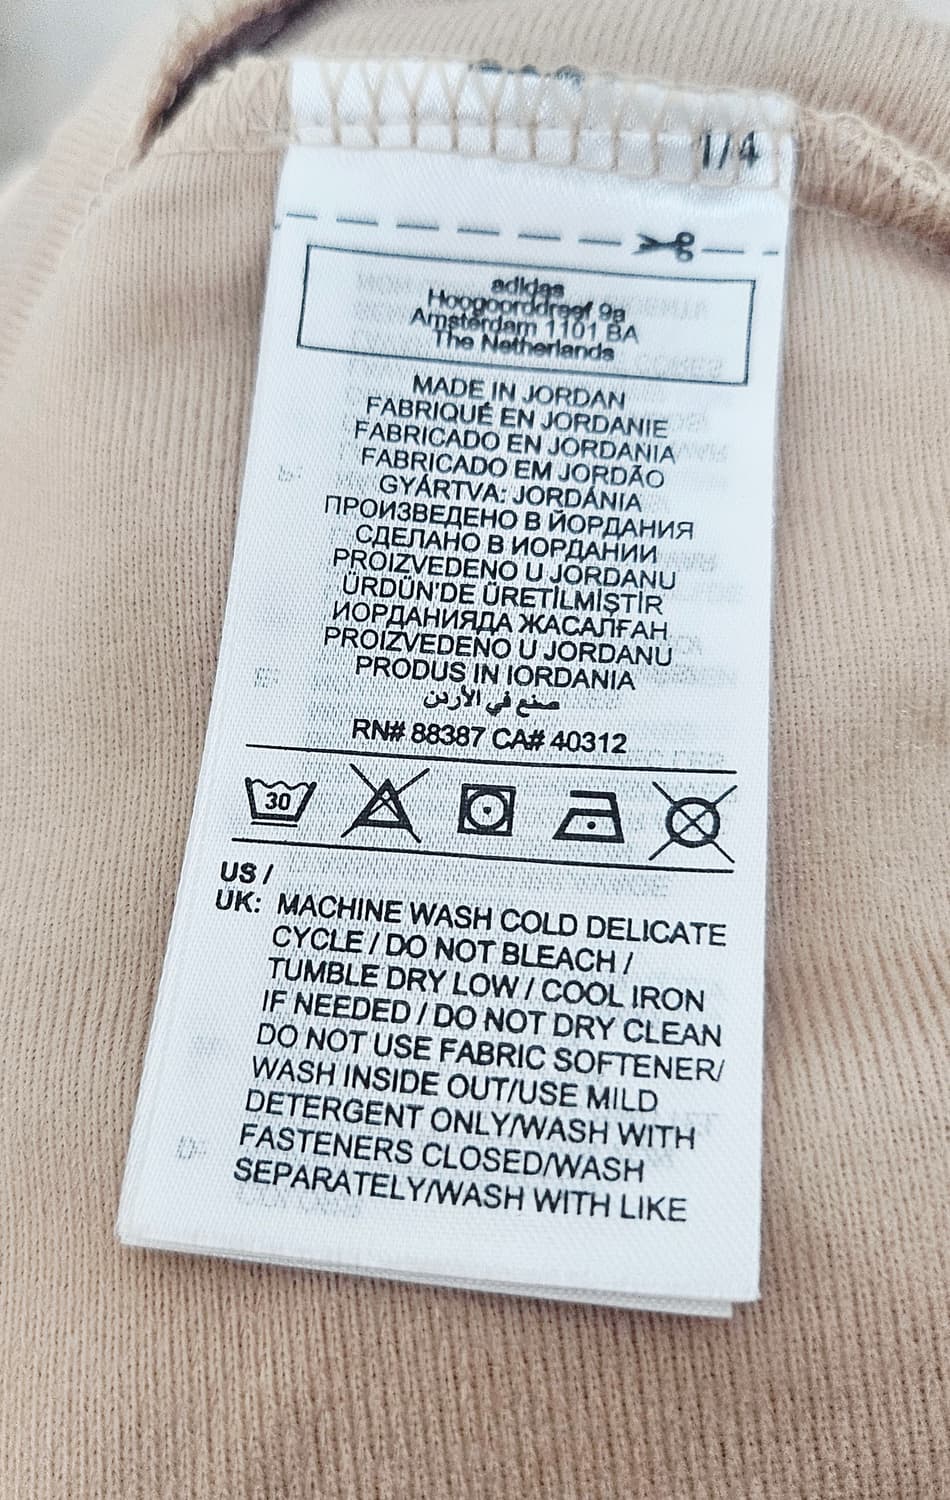 1/4
adidas
Hoogoorddreef 9a
Amsterdam 1101 BA
The Netherlands
MADE IN JORDAN
FABRIQUÉ EN JORDANIE
FABRICADO EN JORDANIA
FABRICADO EM JORDÃO
GYÁRTVA: JORDÁNIA
ПРОИЗВЕДЕНО В ЙОРДАНИЯ
СДЕЛАНО В ИОРДАНИИ
PROIZVEDENO U JORDANU
ÜRDÜN'DE ÜRETİLMİŞTİR
ИОРДАНИЯДА ЖАСАЛҒАН
PROIZVEDENO U JORDANU
PRODUS IN IORDANIA
صنع في الأردن
RN# 88387 CA# 40312
30
US /
UK: MACHINE WASH COLD DELICATE
CYCLE / DO NOT BLEACH /
TUMBLE DRY LOW / COOL IRON
IF NEEDED / DO NOT DRY CLEAN
DO NOT USE FABRIC SOFTENER/
WASH INSIDE OUT/USE MILD
DETERGENT ONLY/WASH WITH
FASTENERS CLOSED/WASH
SEPARATELY/WASH WITH LIKE